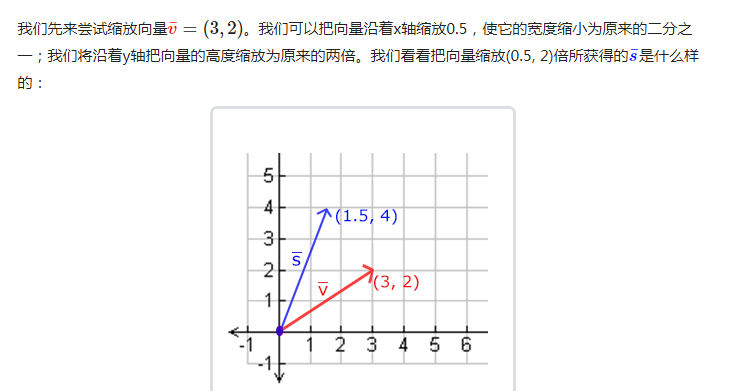 我们先来尝试缩放向量v̄ = (3, 2)。我们可以把向量沿着x轴缩放0.5，使它的宽度缩小为原来的二分之
一；我们将沿着y轴把向量的高度缩放为原来的两倍。我们看看把向量缩放(0.5, 2)倍所获得的s̄是什么样
的：
5
4
(1.5, 4)
3
s̄
2
v̄
(3, 2)
1
-1 1 2 3 4 5 6
-1